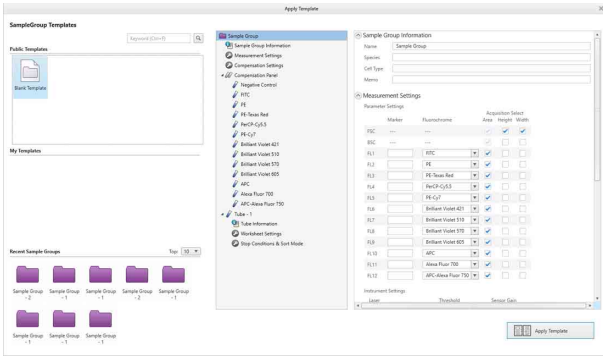 Apply Template
SampleGroup Templates
Keyword (Ctrl+F)
Public Templates
Blank Template
My Templates
Recent Sample Groups
Top: 10
Sample Group - 2
Sample Group - 1
Sample Group - 1
Sample Group - 2
Sample Group - 1
Sample Group - 1
Sample Group - 1
Sample Group - 1
Sample Group
Sample Group Information
Measurement Settings
Compensation Settings
Compensation Panel
Negative Control
FITC
PE
PE-Texas Red
PerCP-Cy5.5
PE-Cy7
Brilliant Violet 421
Brilliant Violet 510
Brilliant Violet 570
Brilliant Violet 605
APC
Alexa Fluor 700
APC-Alexa Fluor 750
Tube - 1
Tube Information
Worksheet Settings
Stop Conditions & Sort Mode
Sample Group Information
Name Sample Group
Species
Cell Type
Memo
Measurement Settings
Parameter Settings
Acquisition Select
Marker Fluorochrome Area Height Width
FSC --- ---
BSC --- ---
FL1 FITC
FL2 PE
FL3 PE-Texas Red
FL4 PerCP-Cy5.5
FL5 PE-Cy7
FL6 Brilliant Violet 421
FL7 Brilliant Violet 510
FL8 Brilliant Violet 570
FL9 Brilliant Violet 605
FL10 APC
FL11 Alexa Fluor 700
FL12 APC-Alexa Fluor 750
Instrument Settings
Laser Threshold Sensor Gain
Apply Template